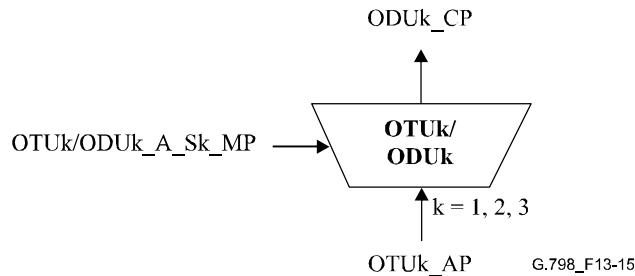 ODUk_CP
OTUk/ODUk_A_Sk_MP
OTUk/
ODUk
k = 1, 2, 3
OTUk_AP
G.798_F13-15